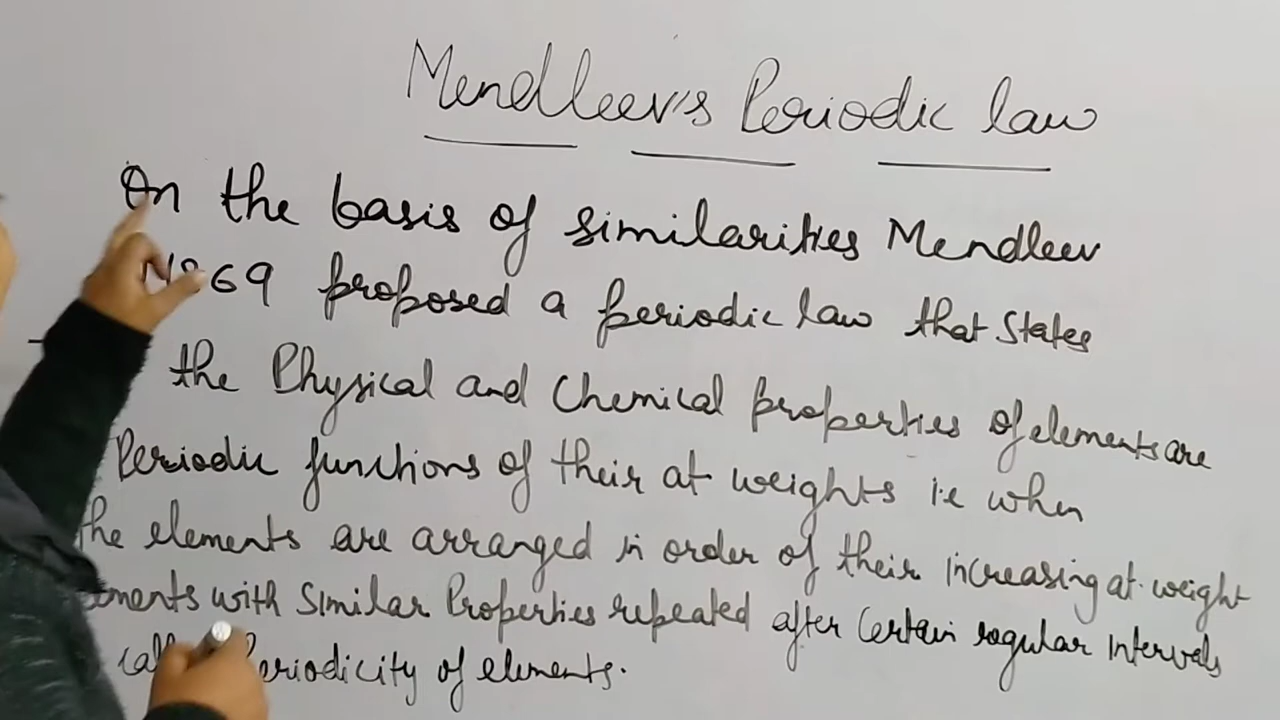 Mendleev's Periodic law
On the basis of similarities Mendleev
1869 proposed a periodic law that states
the Physical and Chemical properties of elements are
Periodic functions of their at weights i.e when
the elements are arranged in order of their increasing at. weight
with Similar Properties repeated after Certain regular Intervals
Periodicity of elements.